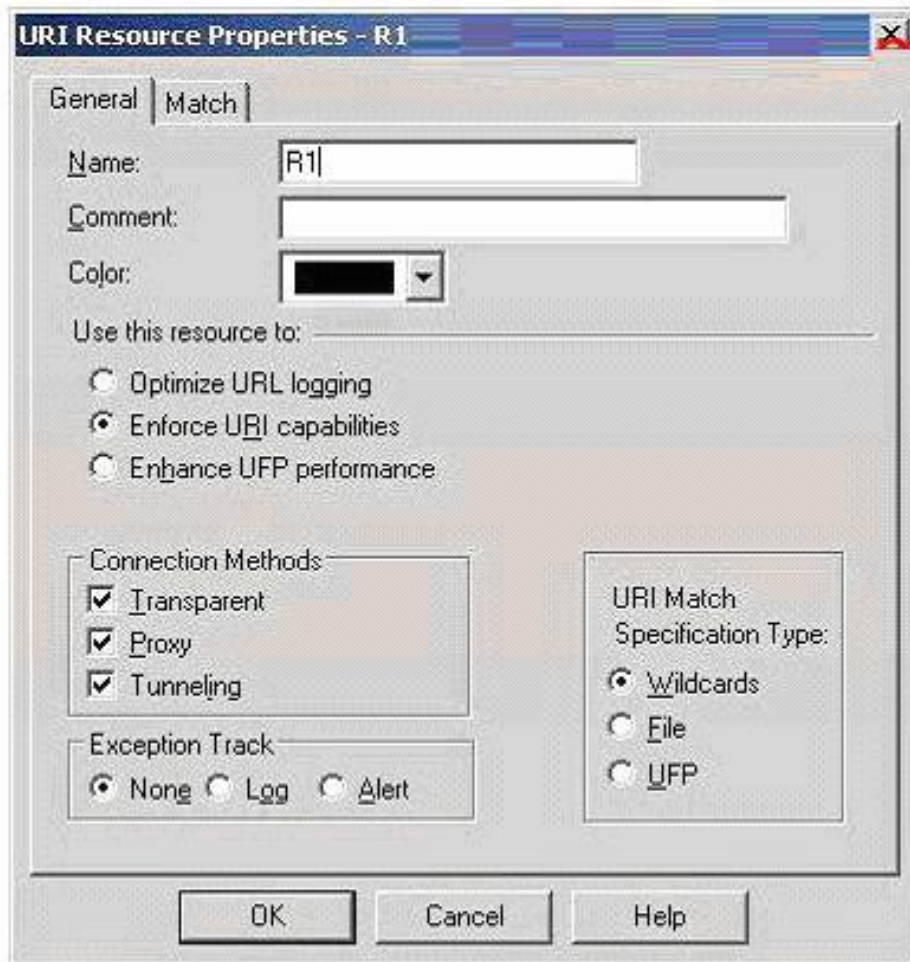 URI Resource Properties - R1
General
Match
Name:
R1
Comment:
Color:
Use this resource to:
Optimize URL logging
Enforce URI capabilities
Enhance UFP performance
Connection Methods
Transparent
Proxy
Tunneling
URI Match
Specification Type:
Wildcards
File
UFP
Exception Track
None
Log
Alert
OK
Cancel
Help